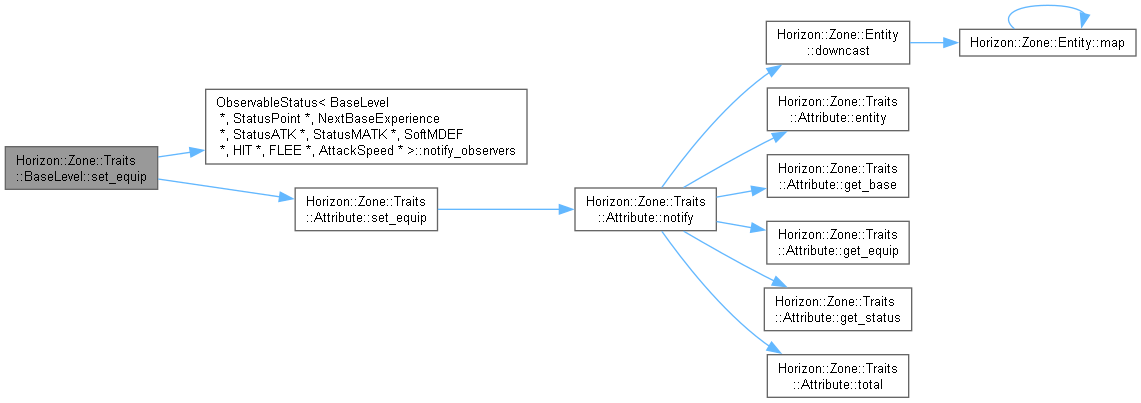 Horizon::Zone::Traits
::BaseLevel::set_equip
ObservableStatus< BaseLevel
*, StatusPoint *, NextBaseExperience
*, StatusATK *, StatusMATK *, SoftMDEF
*, HIT *, FLEE *, AttackSpeed * >::notify_observers
Horizon::Zone::Traits
::Attribute::set_equip
Horizon::Zone::Traits
::Attribute::notify
Horizon::Zone::Entity
::downcast
Horizon::Zone::Entity::map
Horizon::Zone::Traits
::Attribute::entity
Horizon::Zone::Traits
::Attribute::get_base
Horizon::Zone::Traits
::Attribute::get_equip
Horizon::Zone::Traits
::Attribute::get_status
Horizon::Zone::Traits
::Attribute::total